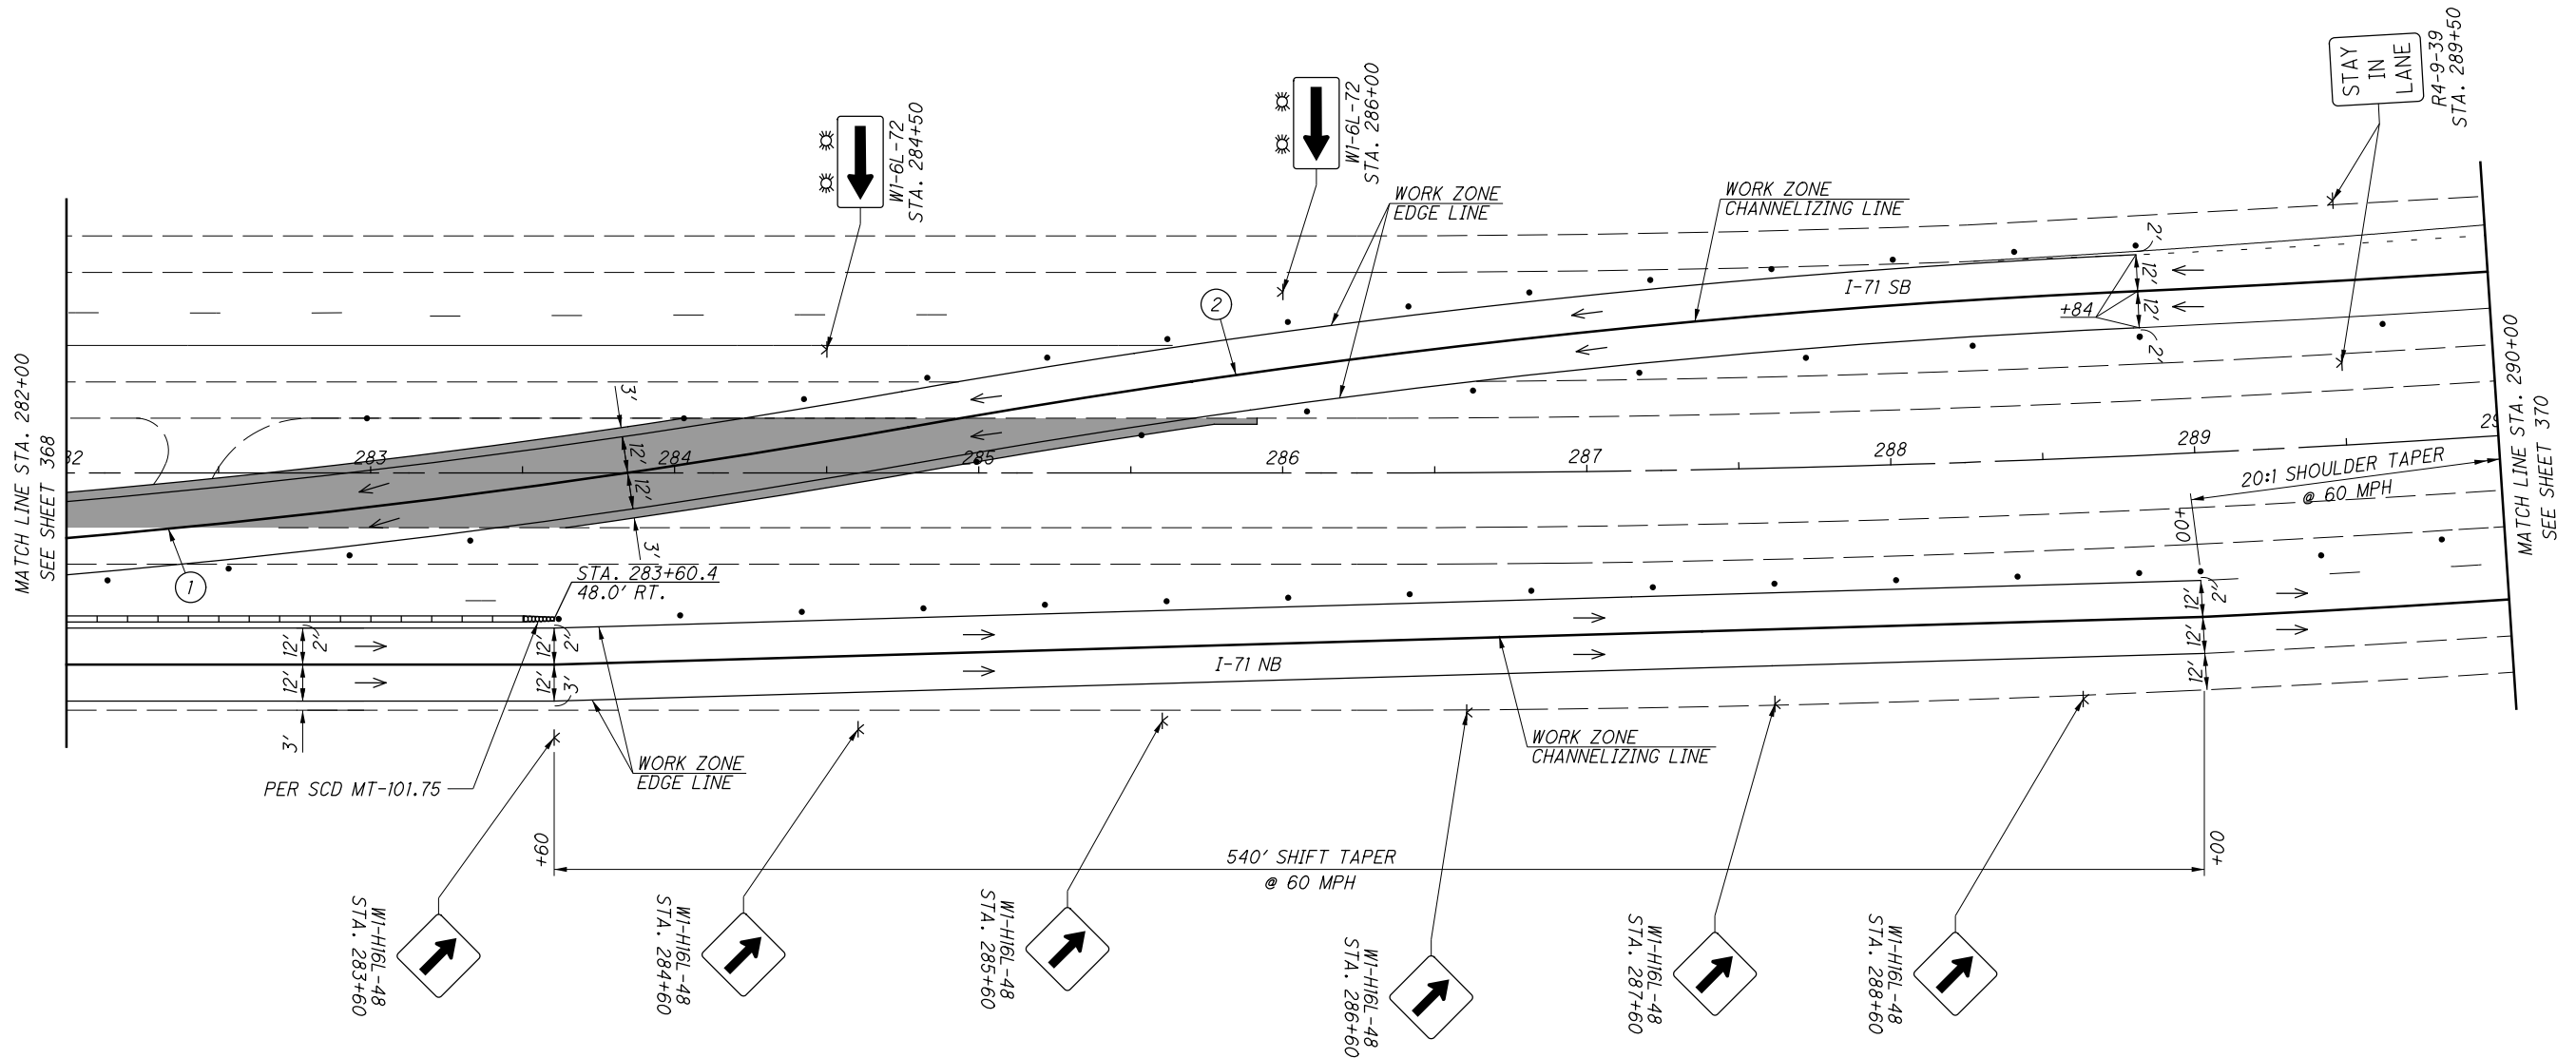 STAY
IN
LANE
R4-9-39
STA. 289+50
W1-6L-72
STA. 286+00
W1-6L-72
STA. 284+50
WORK ZONE
EDGE LINE
WORK ZONE
CHANNELIZING LINE
2'
12'
12'
2'
+84
I-71 SB
2
MATCH LINE STA. 282+00
SEE SHEET 368
MATCH LINE STA. 290+00
SEE SHEET 370
3'
12'
12'
3'
32
283
284
285
286
287
288
289
29
20:1 SHOULDER TAPER
@ 60 MPH
+00
1
STA. 283+60.4
48.0' RT.
12'
2'
12'
3'
12'
2'
12'
3'
2'
12'
12'
12'
I-71 NB
WORK ZONE
EDGE LINE
WORK ZONE
CHANNELIZING LINE
PER SCD MT-101.75
+60
540' SHIFT TAPER
@ 60 MPH
+00
W1-H16L-48
STA. 283+60
W1-H16L-48
STA. 284+60
W1-H16L-48
STA. 285+60
W1-H16L-48
STA. 286+60
W1-H16L-48
STA. 287+60
W1-H16L-48
STA. 288+60